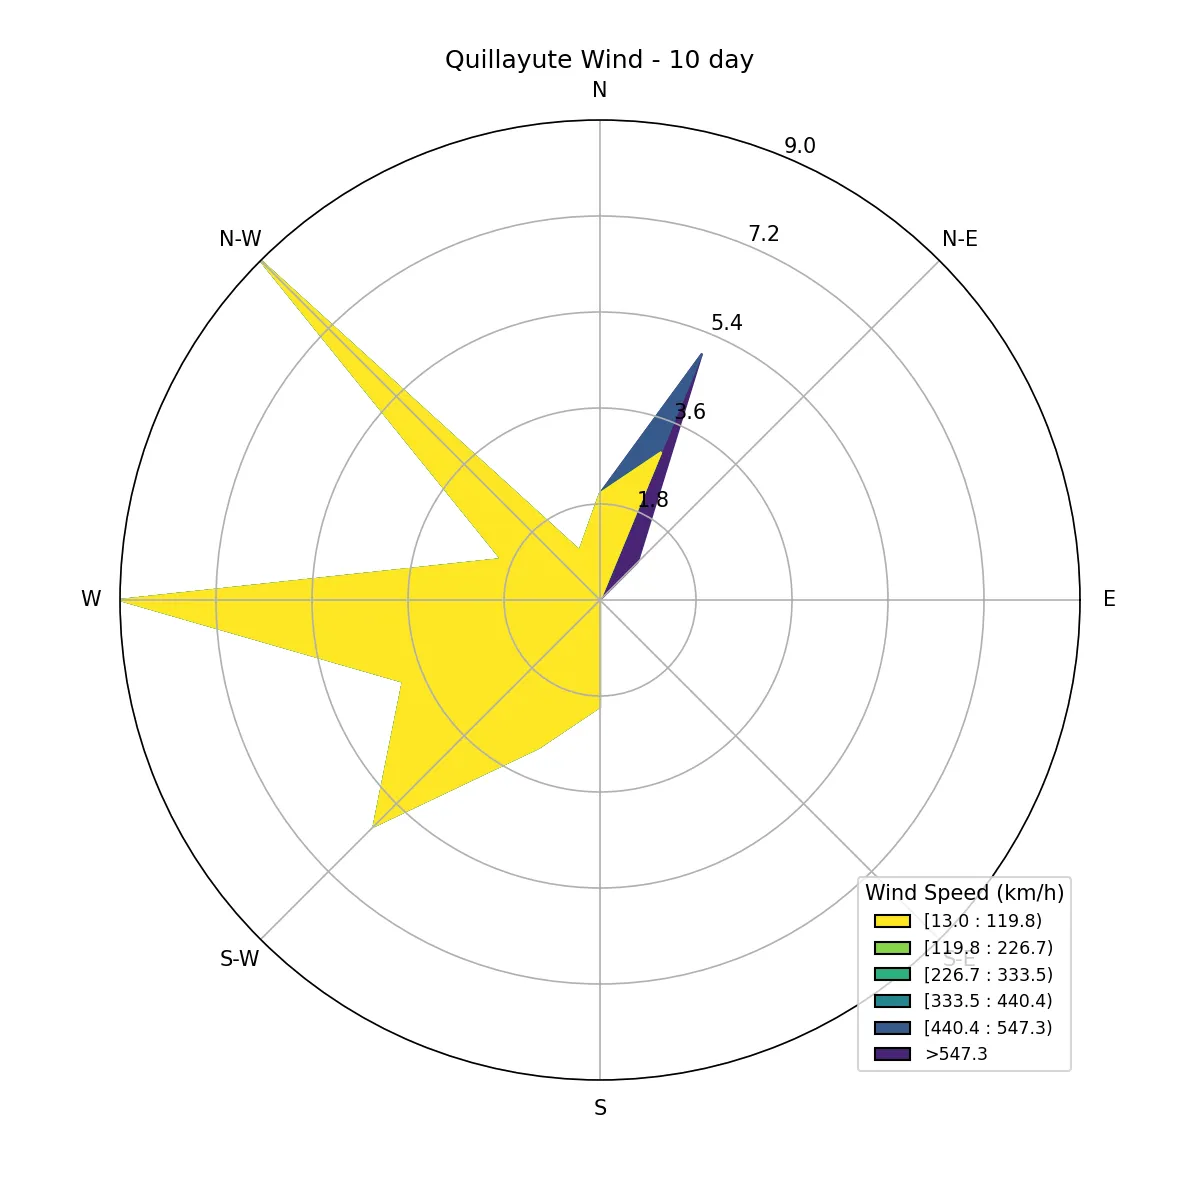 Quillayute Wind - 10 day
N
9.0
N-W
7.2
N-E
5.4
3.6
1.8
W
E
S-W
S-E
Wind Speed (km/h)
[13.0 : 119.8)
[119.8 : 226.7)
[226.7 : 333.5)
[333.5 : 440.4)
[440.4 : 547.3)
>547.3
S